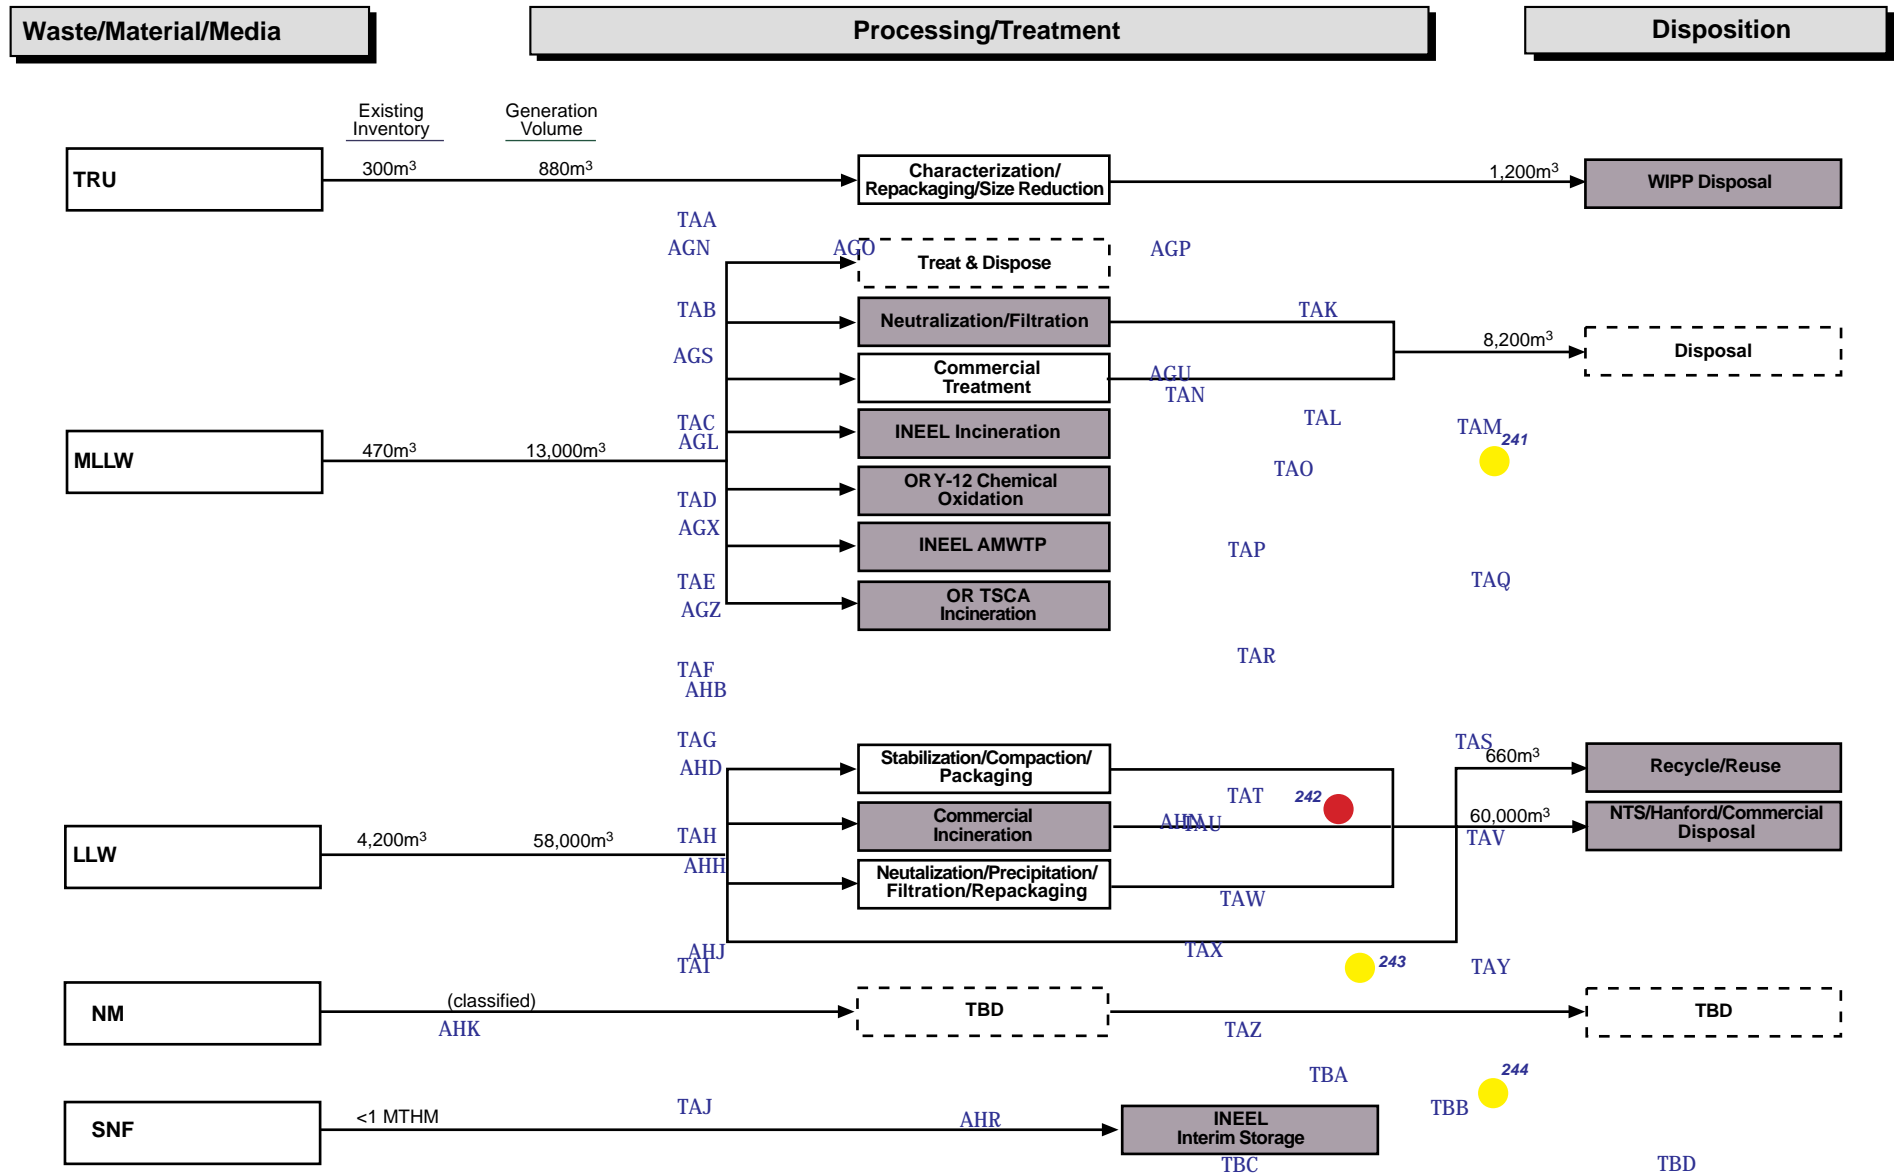 Waste/Material/Media
Processing/Treatment
Disposition
Existing
Inventory
Generation
Volume
TRU
300m³
880m³
Characterization/
Repackaging/Size Reduction
1,200m³
WIPP Disposal
TAA
AGN
AGO
Treat & Dispose
AGP
TAB
Neutralization/Filtration
TAK
8,200m³
Disposal
AGS
Commercial
Treatment
AGU
TAN
TAC
AGL
INEEL Incineration
TAL
TAM
241
MLLW
470m³
13,000m³
TAO
TAD
OR Y-12 Chemical
Oxidation
AGX
INEEL AMWTP
TAP
TAE
AGZ
OR TSCA
Incineration
TAQ
TAR
TAF
AHB
TAG
AHD
Stabilization/Compaction/
Packaging
TAS
660m³
Recycle/Reuse
TAT
242
TAH
Commercial
Incineration
AHN
TAU
60,000m³
TAV
NTS/Hanford/Commercial
Disposal
LLW
4,200m³
58,000m³
AHH
Neutalization/Precipitation/
Filtration/Repackaging
TAW
AHJ
TAI
TAX
243
TAY
NM
(classified)
AHK
TBD
TAZ
TBD
TBA
244
TBB
SNF
<1 MTHM
TAJ
AHR
INEEL
Interim Storage
TBC
TBD